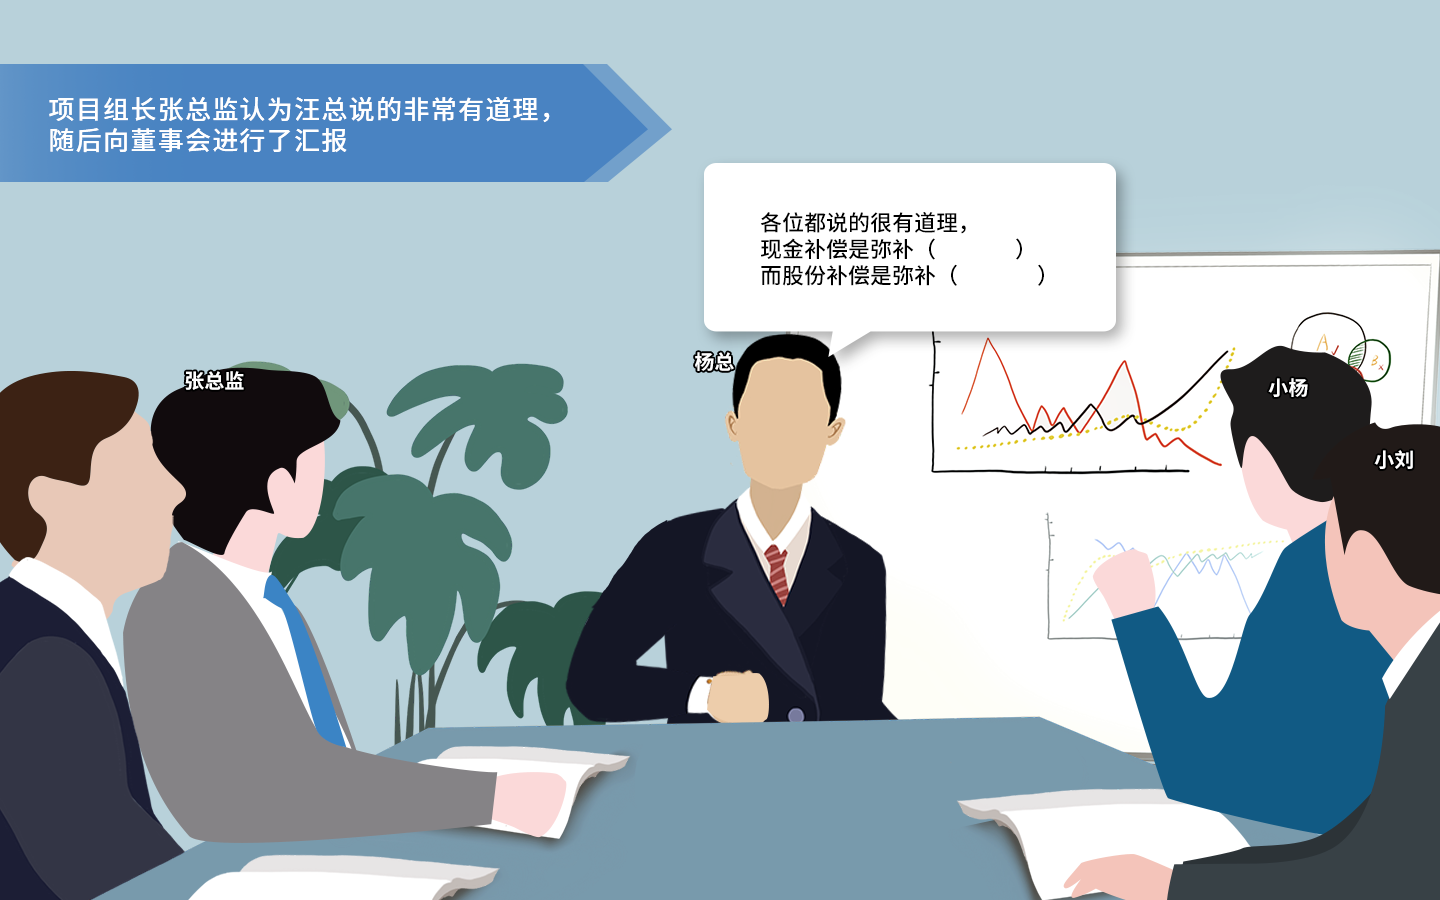 项目组长张总监认为汪总说的非常有道理，
随后向董事会进行了汇报
各位都说的很有道理，
现金补偿是弥补（　　　）
而股份补偿是弥补（　　　）
杨总
张总监
小杨
小刘
A
B